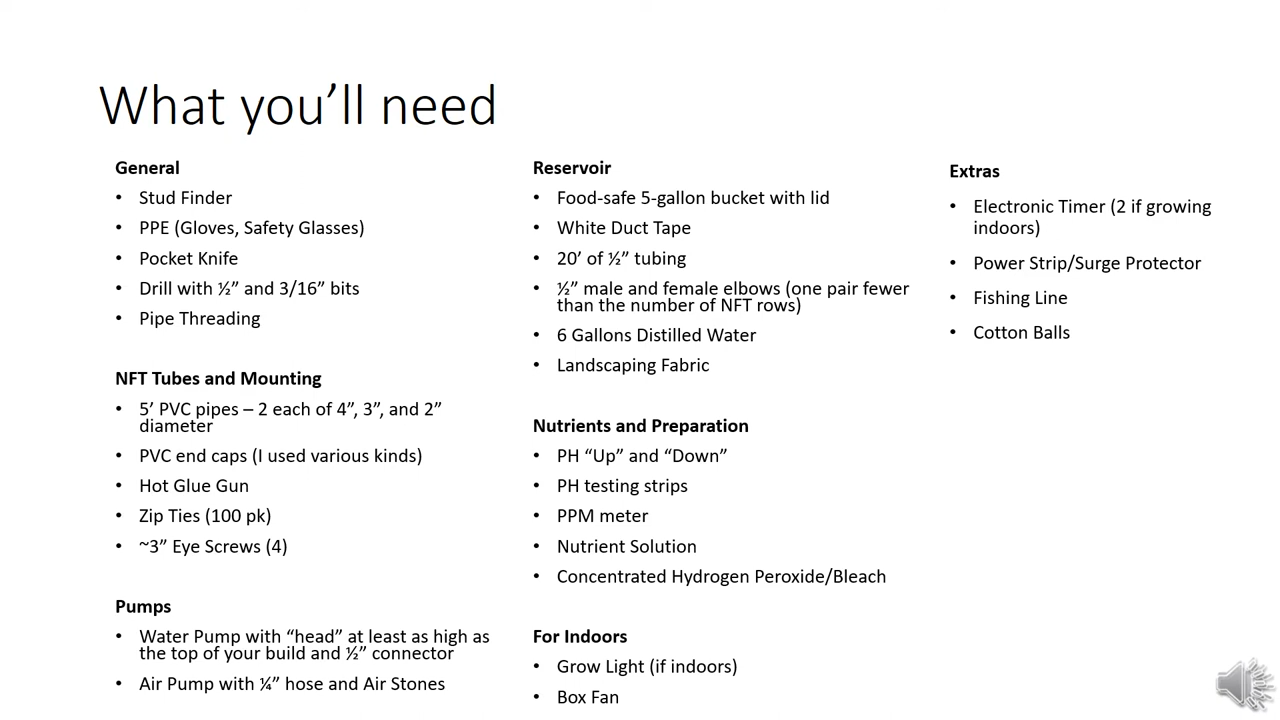 What you’ll need
General
• Stud Finder
• PPE (Gloves, Safety Glasses)
• Pocket Knife
• Drill with ½” and 3/16” bits
• Pipe Threading
NFT Tubes and Mounting
• 5’ PVC pipes – 2 each of 4”, 3”, and 2”
diameter
• PVC end caps (I used various kinds)
• Hot Glue Gun
• Zip Ties (100 pk)
• ~3” Eye Screws (4)
Pumps
• Water Pump with “head” at least as high as
the top of your build and ½” connector
• Air Pump with ¼” hose and Air Stones
Reservoir
• Food-safe 5-gallon bucket with lid
• White Duct Tape
• 20’ of ½” tubing
• ½” male and female elbows (one pair fewer
than the number of NFT rows)
• 6 Gallons Distilled Water
• Landscaping Fabric
Nutrients and Preparation
• PH “Up” and “Down”
• PH testing strips
• PPM meter
• Nutrient Solution
• Concentrated Hydrogen Peroxide/Bleach
For Indoors
• Grow Light (if indoors)
• Box Fan
Extras
• Electronic Timer (2 if growing
indoors)
• Power Strip/Surge Protector
• Fishing Line
• Cotton Balls